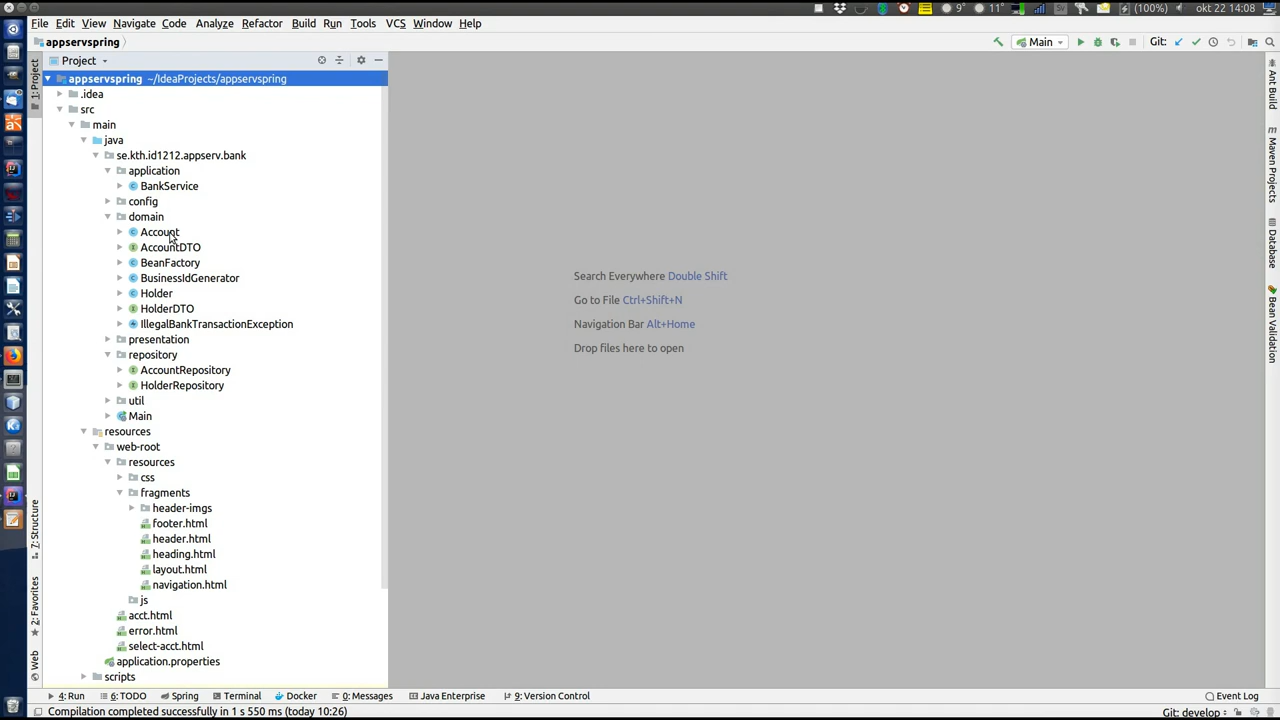 9° 11° (100%) okt 22 14:08
File Edit View Navigate Code Analyze Refactor Build Run Tools VCS Window Help
appservspring Main Git:
Project
appservspring ~/IdeaProjects/appservspring
.idea
src
main
java
se.kth.id1212.appserv.bank
application
BankService
config
domain
Account
AccountDTO
BeanFactory
BusinessIdGenerator
Holder
HolderDTO
IllegalBankTransactionException
presentation
repository
AccountRepository
HolderRepository
util
Main
resources
web-root
resources
css
fragments
header-imgs
footer.html
header.html
heading.html
layout.html
navigation.html
js
acct.html
error.html
select-acct.html
application.properties
scripts
Search Everywhere Double Shift
Go to File Ctrl+Shift+N
Navigation Bar Alt+Home
Drop files here to open
1: Project
7: Structure
2: Favorites
Web
Ant Build
Maven Projects
Database
Bean Validation
4: Run 6: TODO Spring Terminal Docker 0: Messages Java Enterprise 9: Version Control Event Log
Compilation completed successfully in 1 s 550 ms (today 10:26) Git: develop